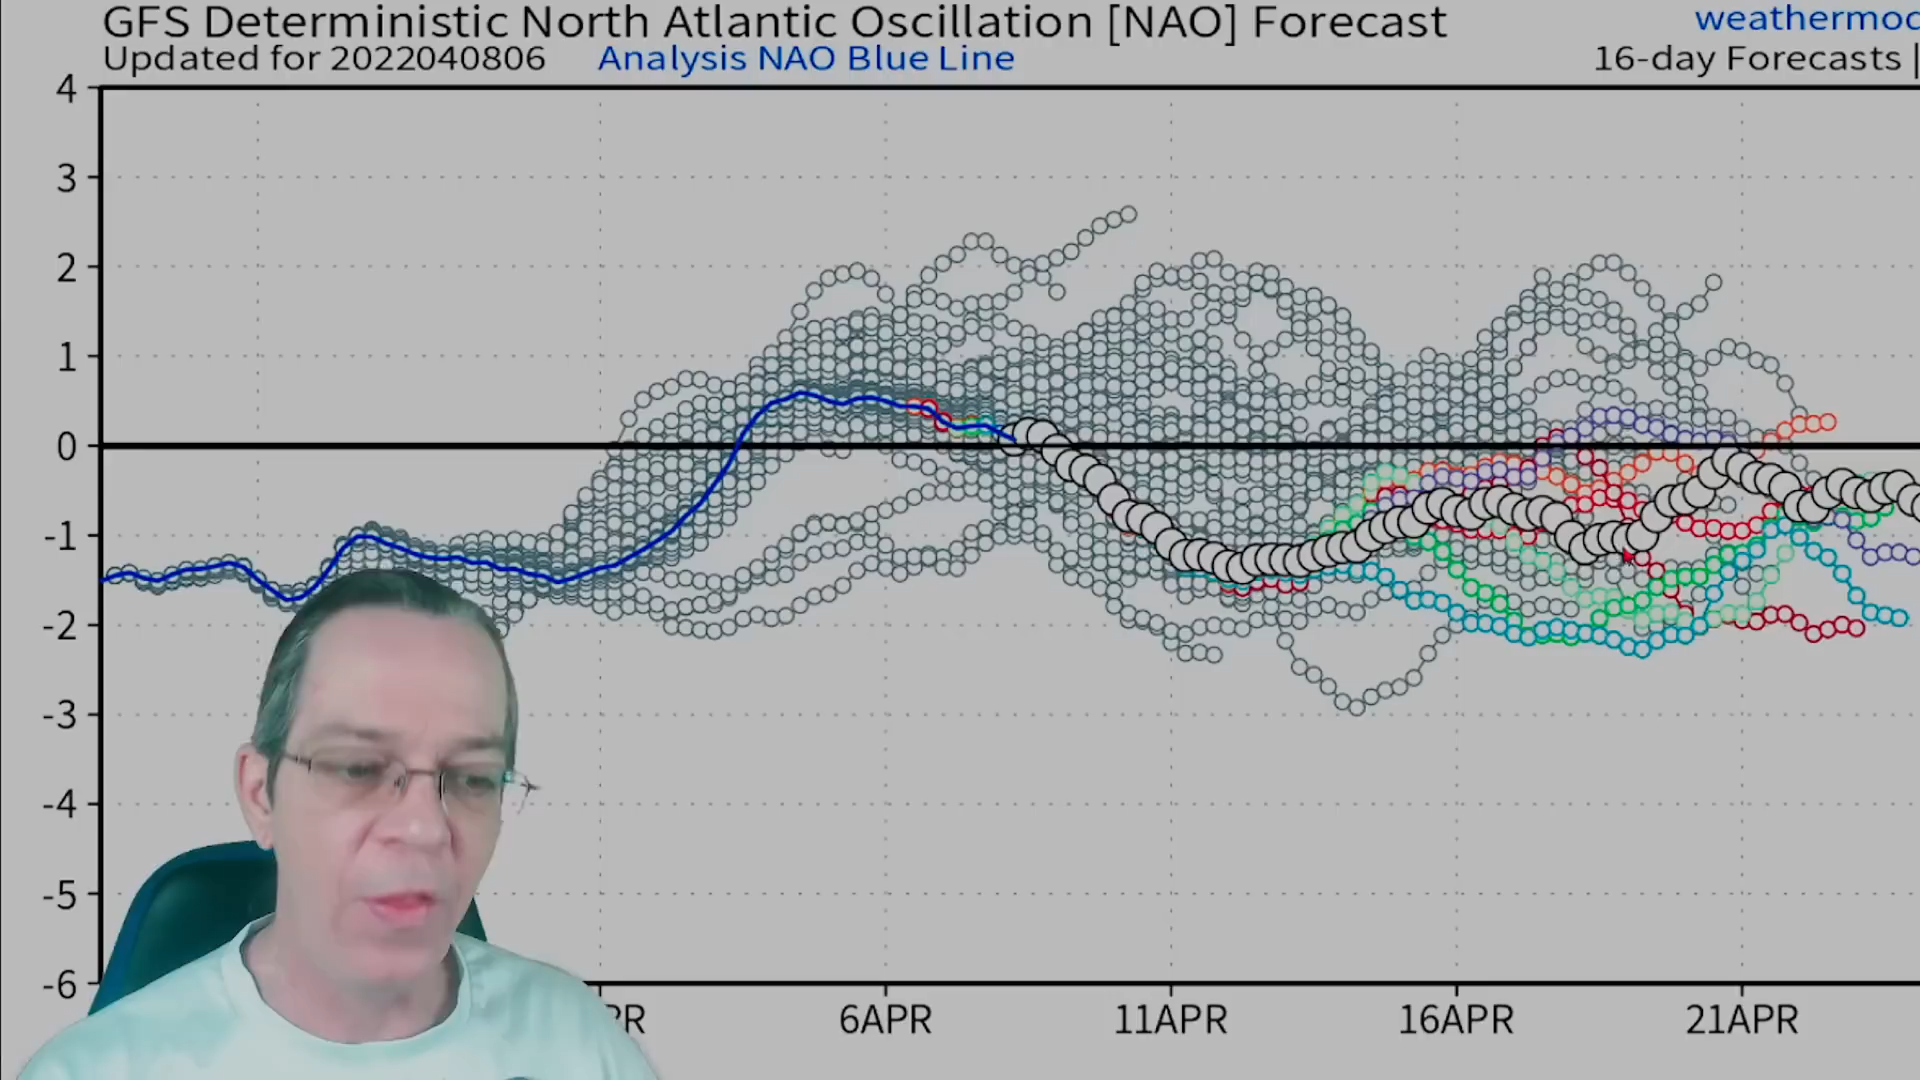 GFS Deterministic North Atlantic Oscillation [NAO] Forecast
weathermo
Updated for 2022040806
Analysis NAO Blue Line
16-day Forecasts |
4
3
2
1
0
-1
-2
-3
-4
-5
-6
6APR
11APR
16APR
21APR